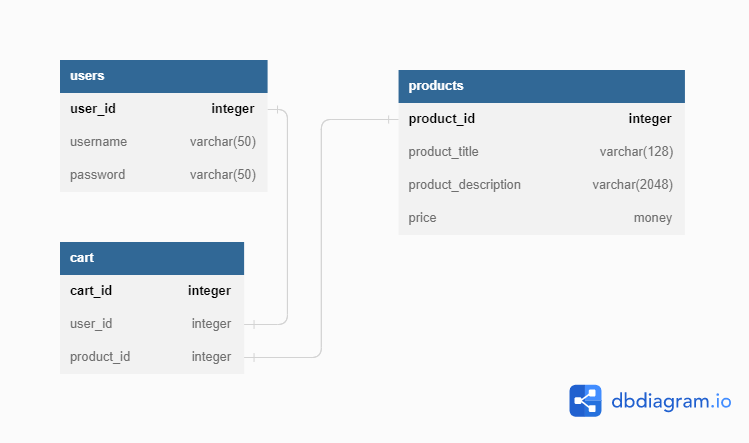 users
user_id integer
username varchar(50)
password varchar(50)
products
product_id integer
product_title varchar(128)
product_description varchar(2048)
price money
cart
cart_id integer
user_id integer
product_id integer
dbdiagram.io